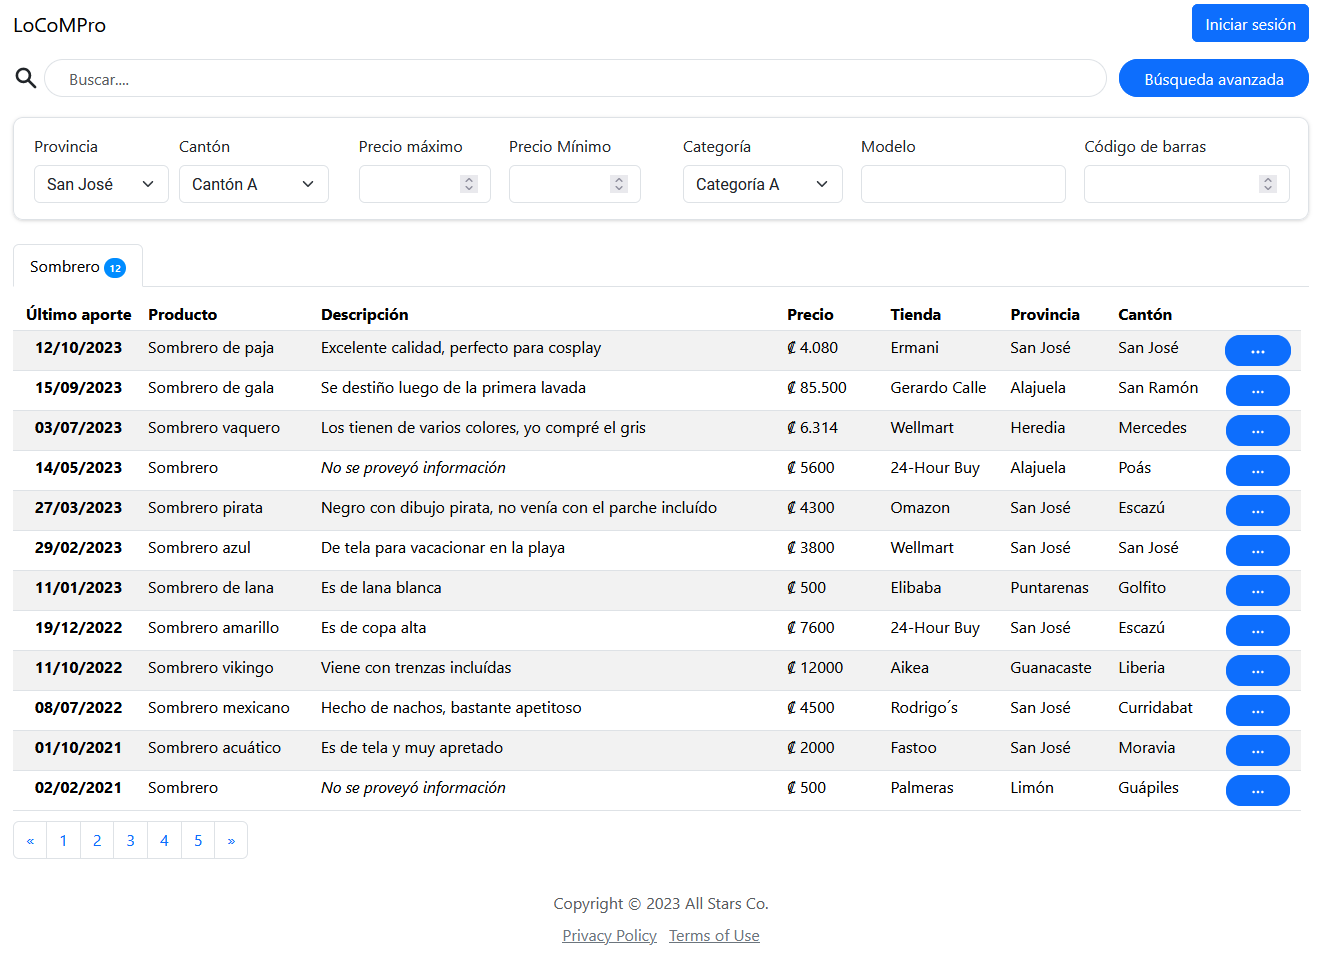 LoCoMPro Iniciar sesión
Buscar.... Búsqueda avanzada
Provincia Cantón Precio máximo Precio Mínimo Categoría Modelo Código de barras
San José Cantón A Categoría A
Sombrero 12
Último aporte Producto Descripción Precio Tienda Provincia Cantón
12/10/2023 Sombrero de paja Excelente calidad, perfecto para cosplay ₡ 4.080 Ermani San José San José ...
15/09/2023 Sombrero de gala Se destiño luego de la primera lavada ₡ 85.500 Gerardo Calle Alajuela San Ramón ...
03/07/2023 Sombrero vaquero Los tienen de varios colores, yo compré el gris ₡ 6.314 Wellmart Heredia Mercedes ...
14/05/2023 Sombrero No se proveyó información ₡ 5600 24-Hour Buy Alajuela Poás ...
27/03/2023 Sombrero pirata Negro con dibujo pirata, no venía con el parche incluído ₡ 4300 Omazon San José Escazú ...
29/02/2023 Sombrero azul De tela para vacacionar en la playa ₡ 3800 Wellmart San José San José ...
11/01/2023 Sombrero de lana Es de lana blanca ₡ 500 Elibaba Puntarenas Golfito ...
19/12/2022 Sombrero amarillo Es de copa alta ₡ 7600 24-Hour Buy San José Escazú ...
11/10/2022 Sombrero vikingo Viene con trenzas incluídas ₡ 12000 Aikea Guanacaste Liberia ...
08/07/2022 Sombrero mexicano Hecho de nachos, bastante apetitoso ₡ 4500 Rodrigo´s San José Curridabat ...
01/10/2021 Sombrero acuático Es de tela y muy apretado ₡ 2000 Fastoo San José Moravia ...
02/02/2021 Sombrero No se proveyó información ₡ 500 Palmeras Limón Guápiles ...
« 1 2 3 4 5 »
Copyright © 2023 All Stars Co.
Privacy Policy Terms of Use